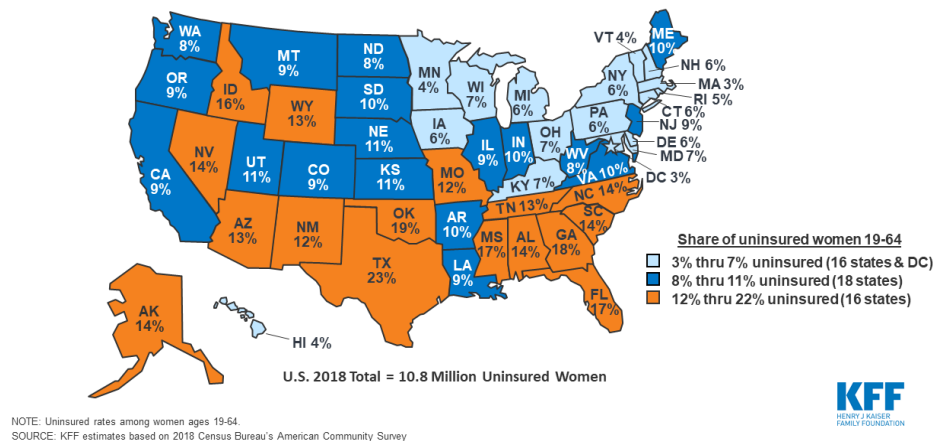 WA
8%
MT
9%
ND
8%
MN
4%
WI
7%
MI
6%
VT 4%
ME
10%
NH 6%
NY
6%
MA 3%
RI 5%
CT 6%
NJ 9%
PA
6%
DE 6%
MD 7%
DC 3%
OR
9%
ID
16%
WY
13%
SD
10%
IA
6%
NE
11%
IL
9%
IN
10%
OH
7%
WV
8%
VA 10%
NV
14%
UT
11%
CO
9%
KS
11%
MO
12%
KY 7%
CA
9%
NC 14%
TN 13%
SC
14%
AZ
13%
NM
12%
OK
19%
AR
10%
MS
17%
AL
14%
GA
18%
TX
23%
LA
9%
FL
17%
AK
14%
HI 4%
Share of uninsured women 19-64
3% thru 7% uninsured (16 states & DC)
8% thru 11% uninsured (18 states)
12% thru 22% uninsured (16 states)
U.S. 2018 Total = 10.8 Million Uninsured Women
KFF
HENRY J KAISER
FAMILY FOUNDATION
NOTE: Uninsured rates among women ages 19-64.
SOURCE: KFF estimates based on 2018 Census Bureau's American Community Survey